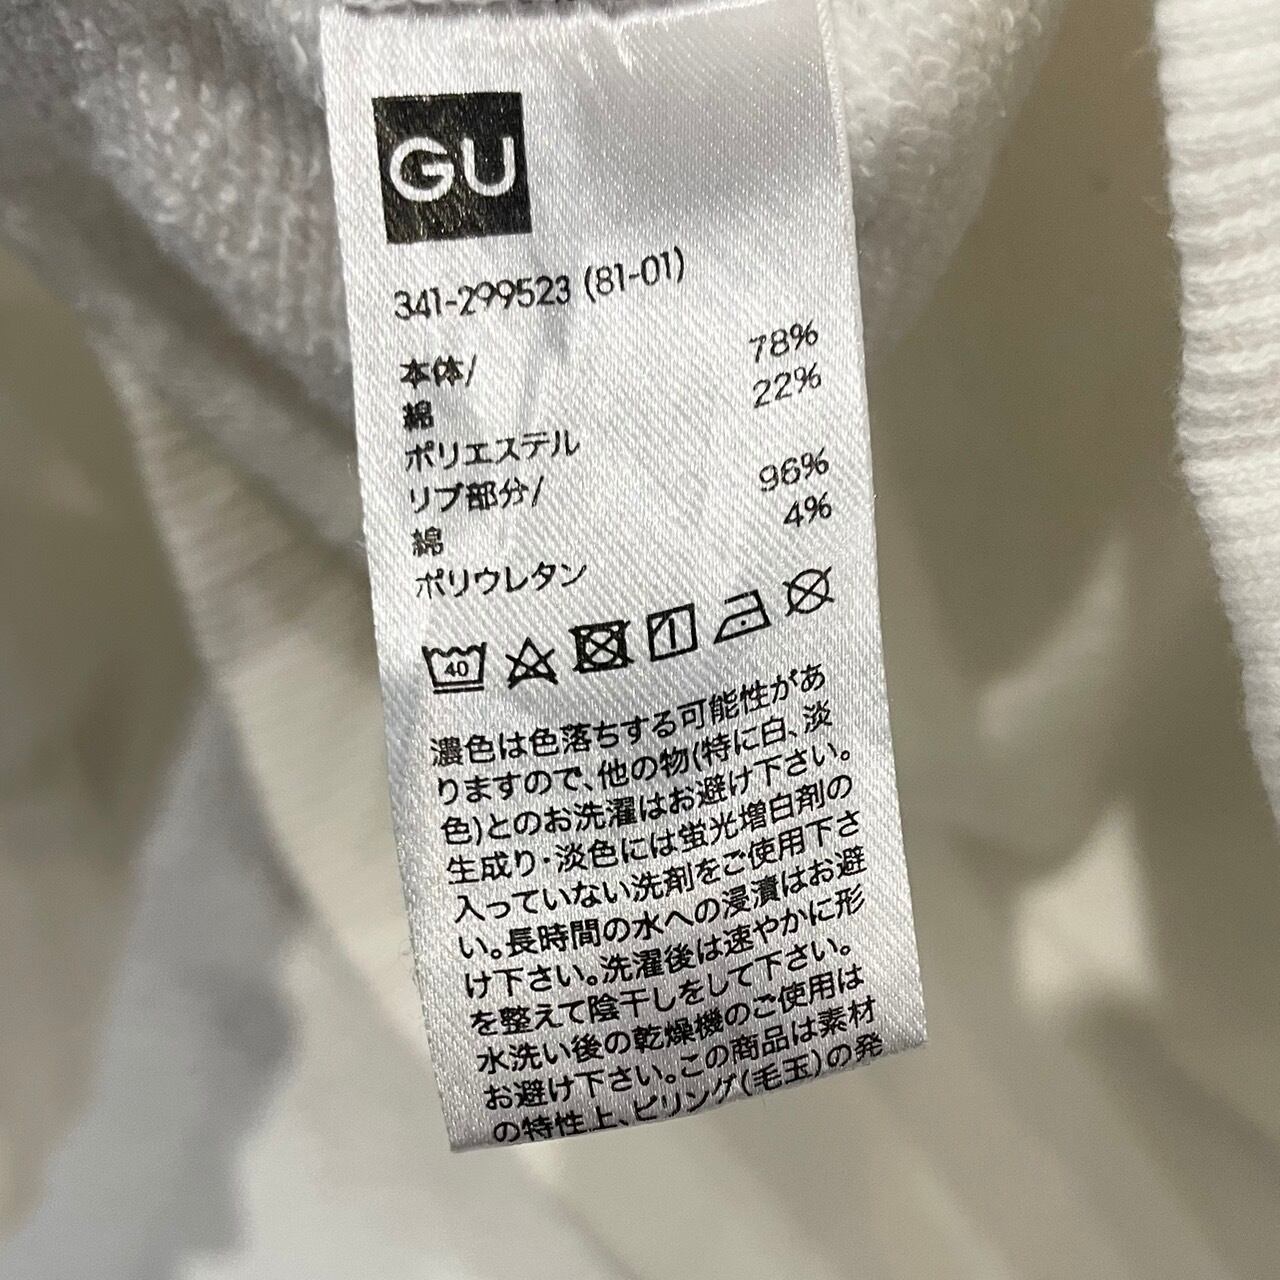 GU
341-299523 (81-01)
本体/
綿 78%
ポリエステル 22%
リブ部分/
綿 96%
ポリウレタン 4%
40
濃色は色落ちする可能性があ
りますので、他の物(特に白、淡
色)とのお洗濯はお避け下さい。
生成り・淡色には蛍光増白剤の
入っていない洗剤をご使用下さ
い。長時間の水への浸漬はお避
け下さい。洗濯後は速やかに形
を整えて陰干しをして下さい。
水洗い後の乾燥機のご使用は
お避け下さい。この商品は素材
の特性上、ピリング(毛玉)の発